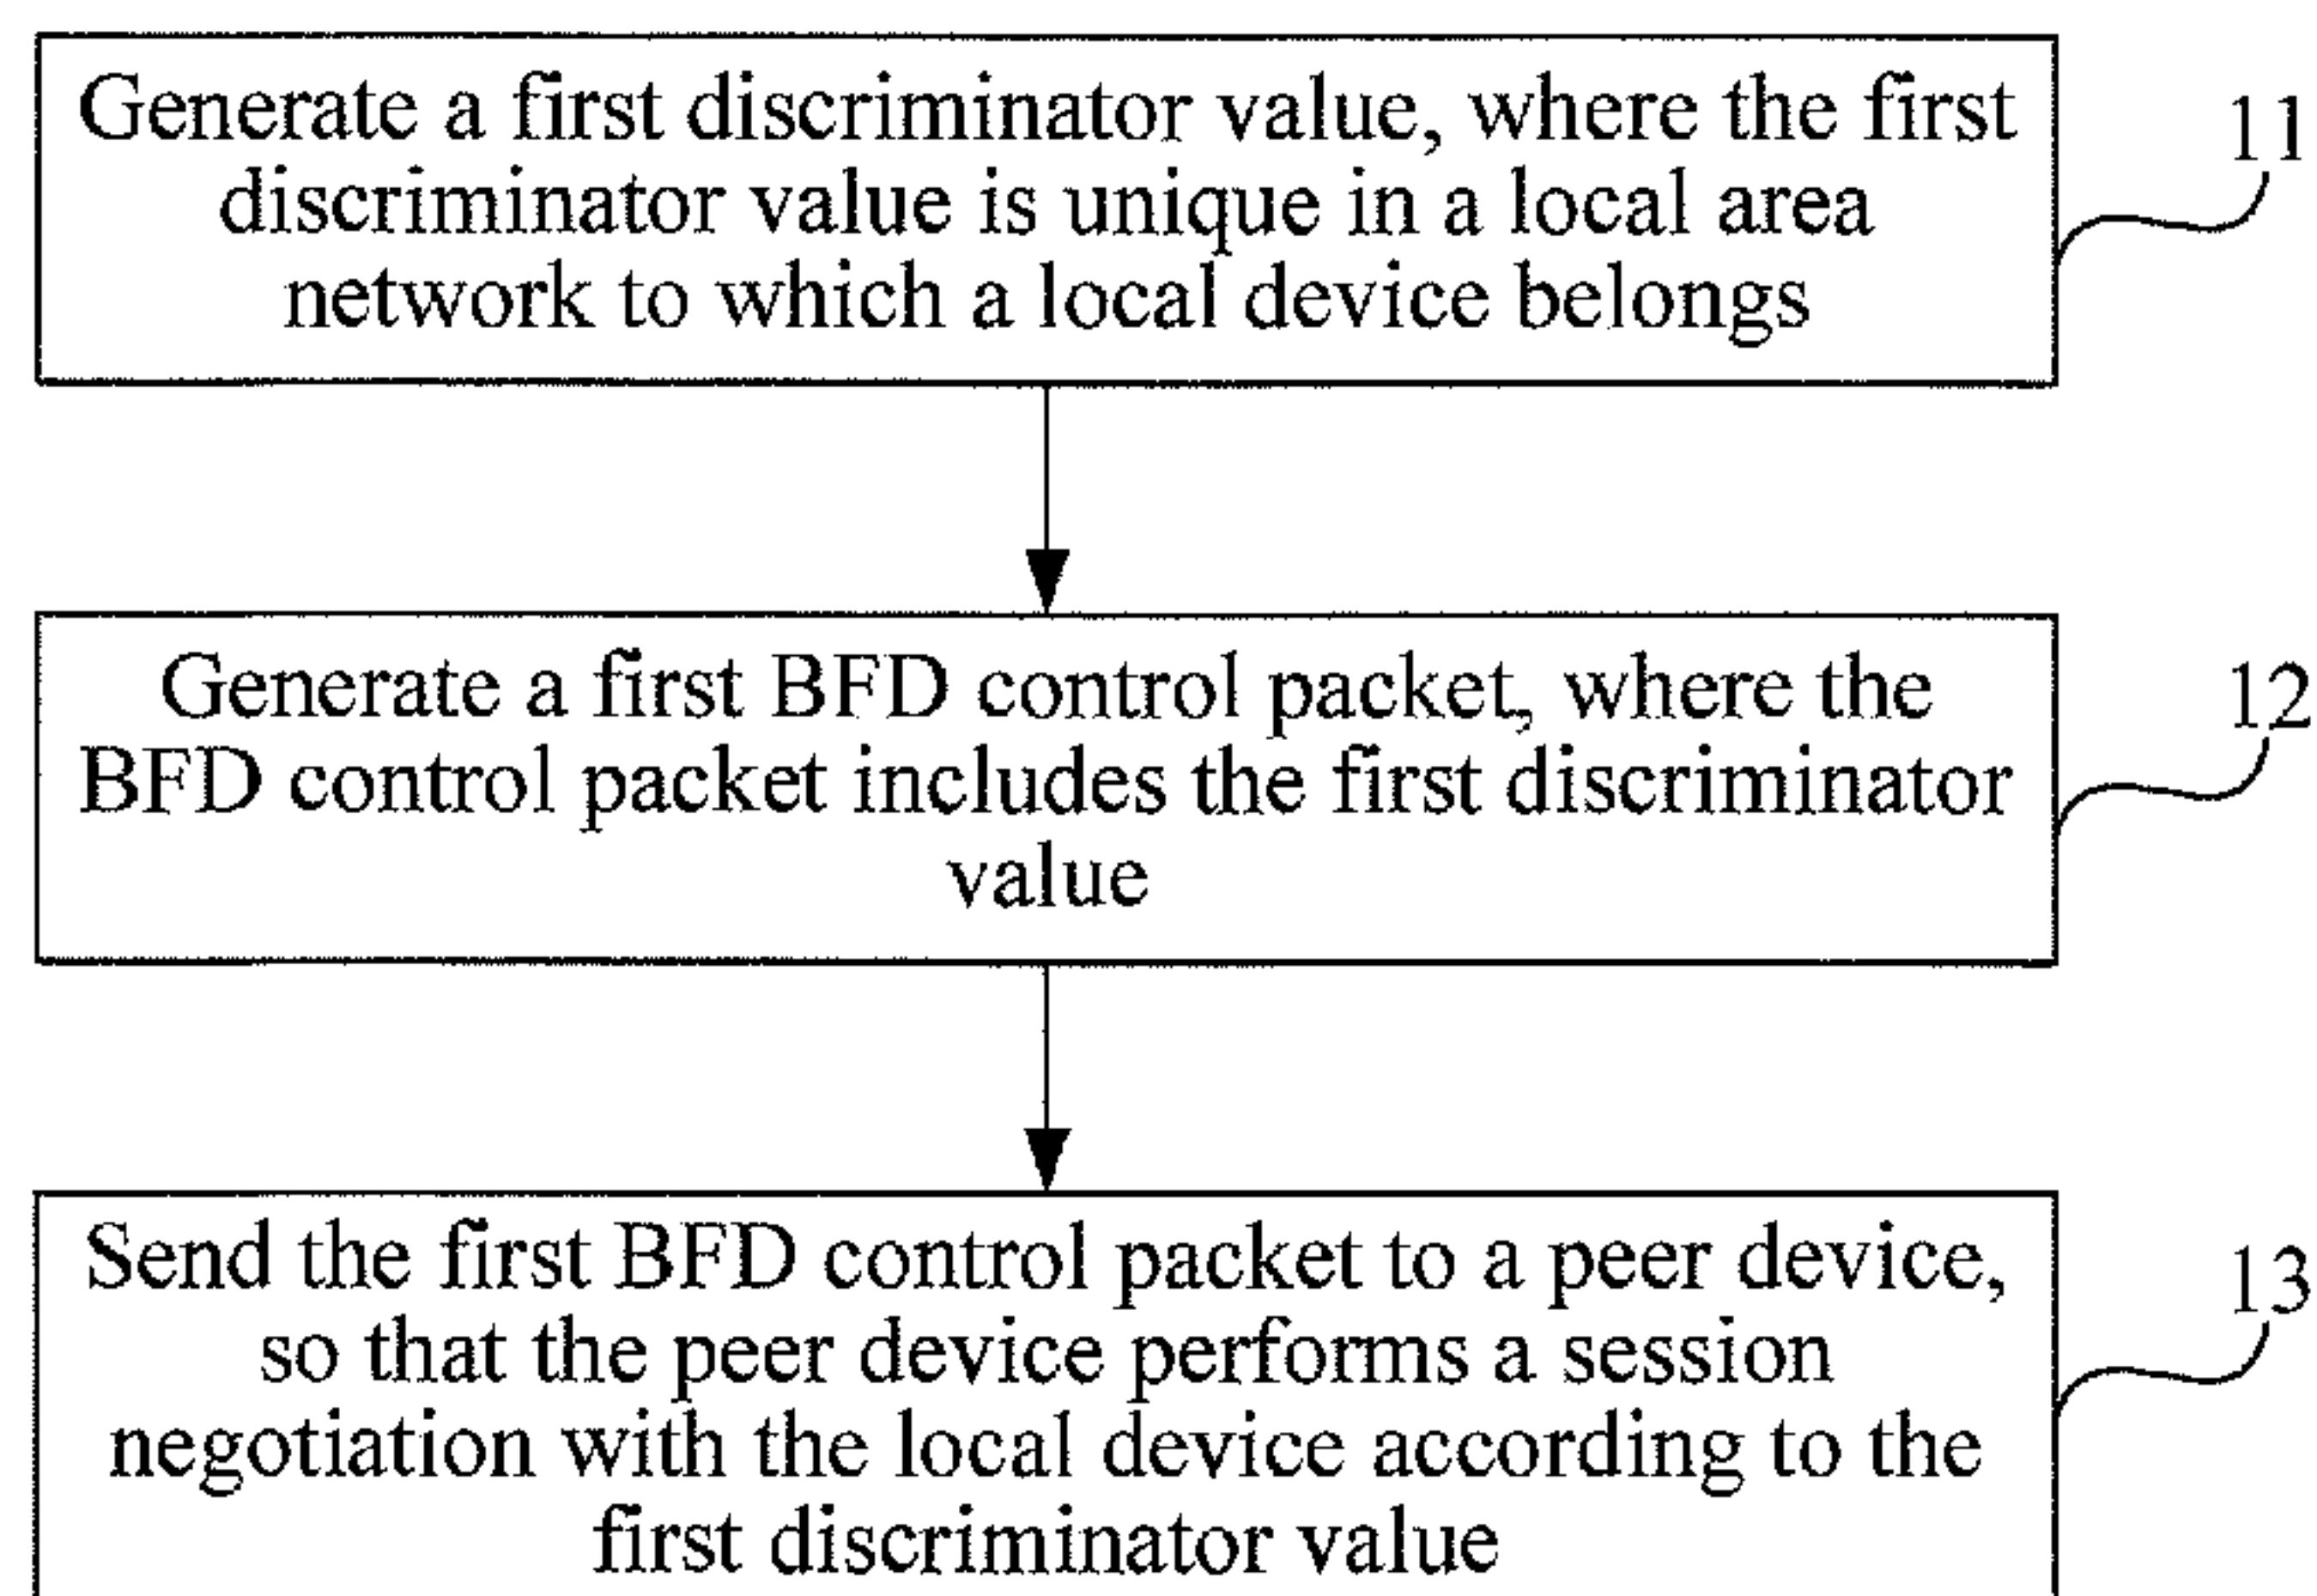 Generate a first discriminator value, where the first
discriminator value is unique in a local area
network to which a local device belongs
11
Generate a first BFD control packet, where the
BFD control packet includes the first discriminator
value
12
Send the first BFD control packet to a peer device,
so that the peer device performs a session
negotiation with the local device according to the
first discriminator value
13